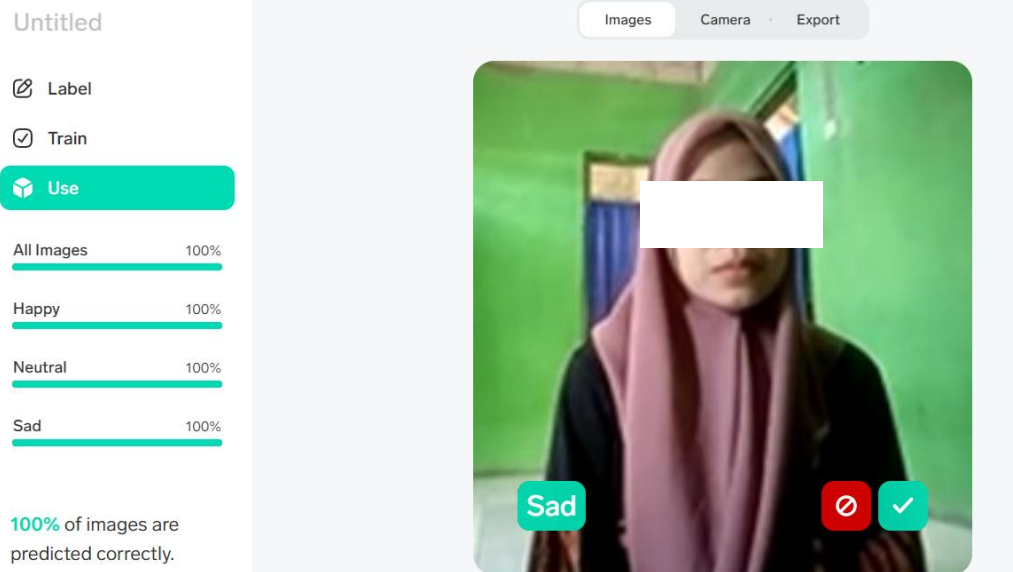 Untitled
Images Camera Export
Label
Train
Use
All Images 100%
Happy 100%
Neutral 100%
Sad 100%
100% of images are
predicted correctly.
Sad